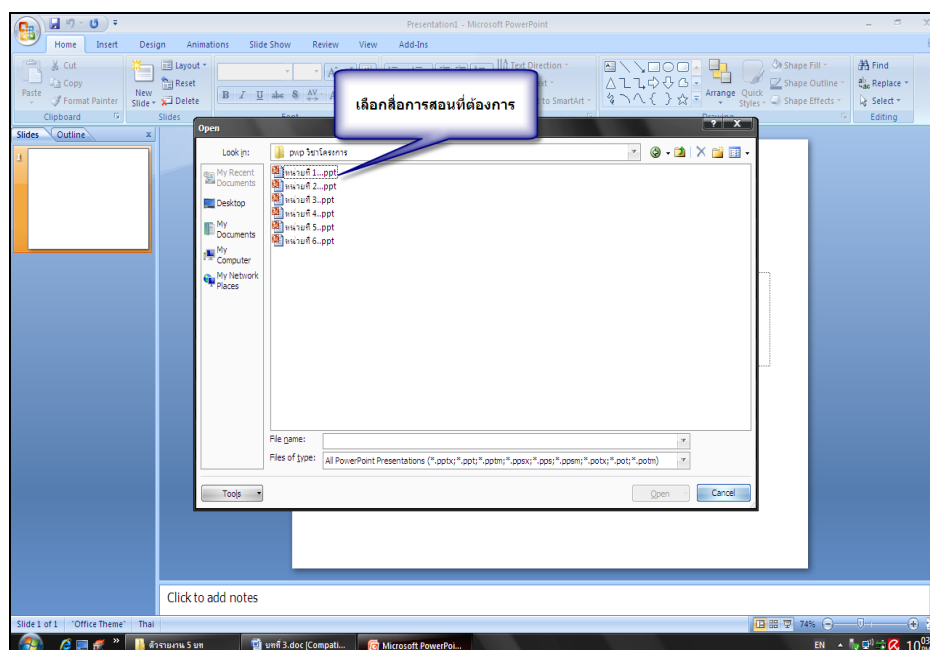 Presentation1 - Microsoft PowerPoint
Home Insert Design Animations Slide Show Review View Add-Ins
Cut
Copy
Format Painter
Paste
Clipboard
New
Slide
Layout
Reset
Delete
Slides
B I U abc S AV
Font
Text Direction
to SmartArt
Drawing
Arrange
Quick
Styles
Shape Fill
Shape Outline
Shape Effects
Find
Replace
Select
Editing
เลือกสื่อการสอนที่ต้องการ
Slides Outline x
1
Open
? X
Look in: pwp วิชาโครงการ
My Recent
Documents
Desktop
My
Documents
My
Computer
My Network
Places
หน่วยที่ 1...ppt
หน่วยที่ 2...ppt
หน่วยที่ 3..ppt
หน่วยที่ 4..ppt
หน่วยที่ 5..ppt
หน่วยที่ 6..ppt
File name:
Files of type: All PowerPoint Presentations (*.pptx;*.ppt;*.pptm;*.ppsx;*.pps;*.ppsm;*.potx;*.pot;*.potm)
Tools Open Cancel
Click to add notes
Slide 1 of 1 "Office Theme" Thai 74%
ตัวรายงาน 5 บท บทที่ 3.doc [Compati... Microsoft PowerPoi... EN